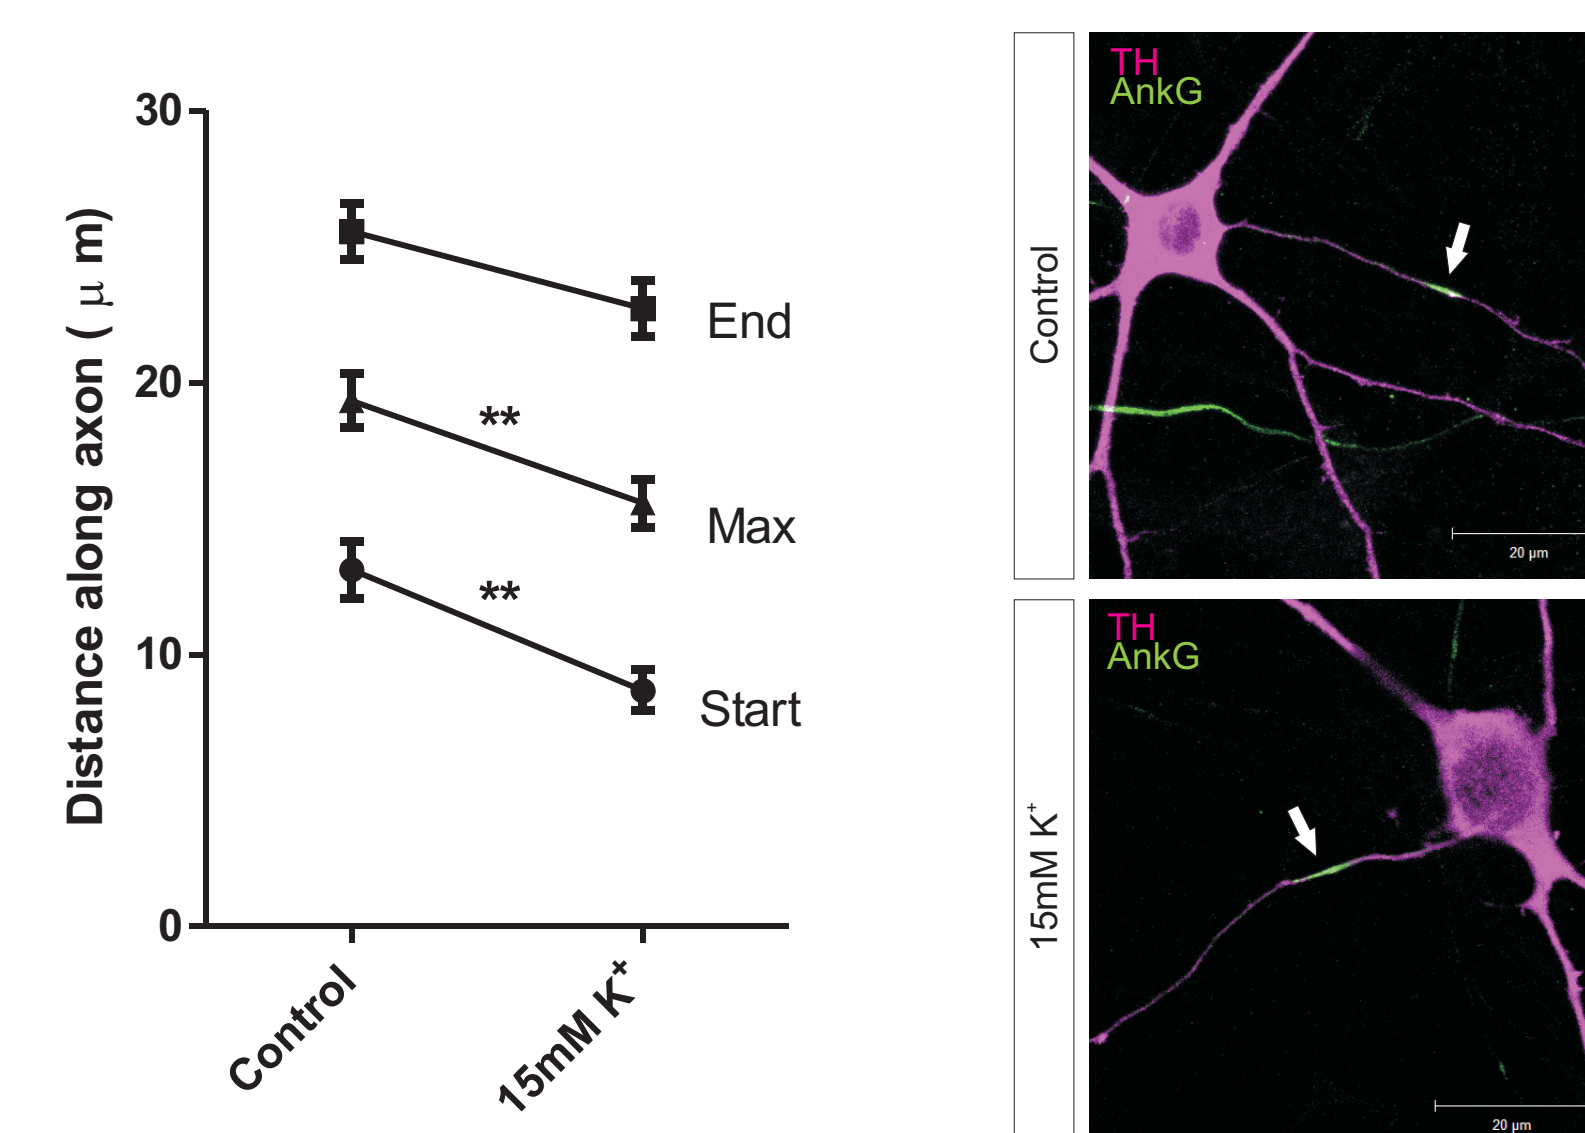 30
20
10
0
Distance along axon ( μ m)
**
**
End
Max
Start
Control
15mM K⁺
Control
TH
AnkG
20 µm
15mM K⁺
TH
AnkG
20 µm